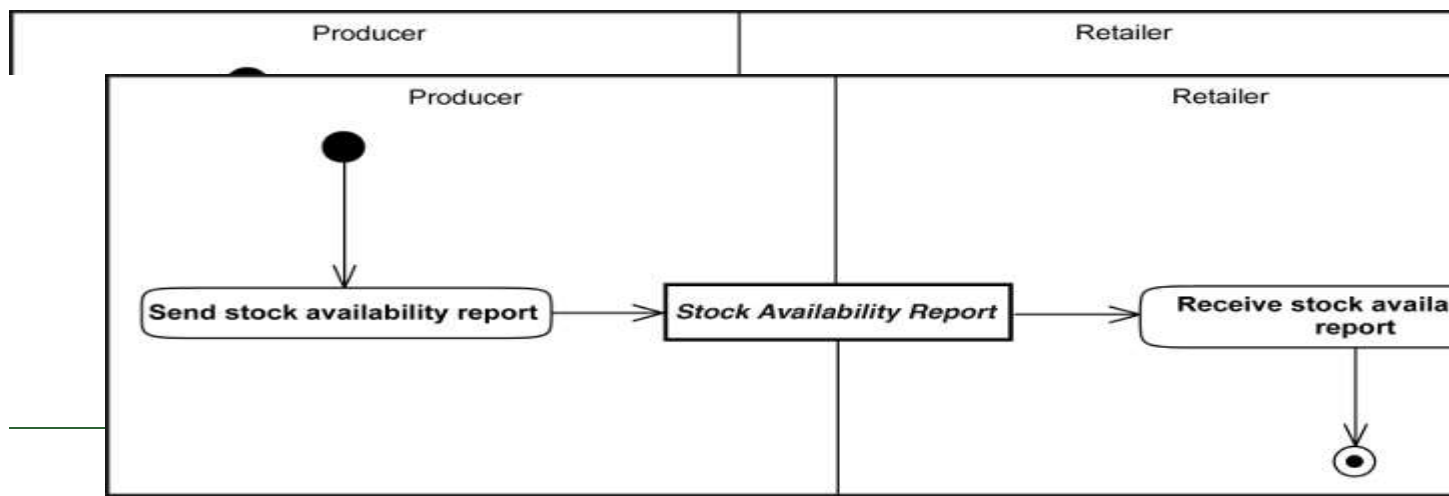 Producer Retailer
Producer Retailer
Send stock availability report
Stock Availability Report
Receive stock availa
report